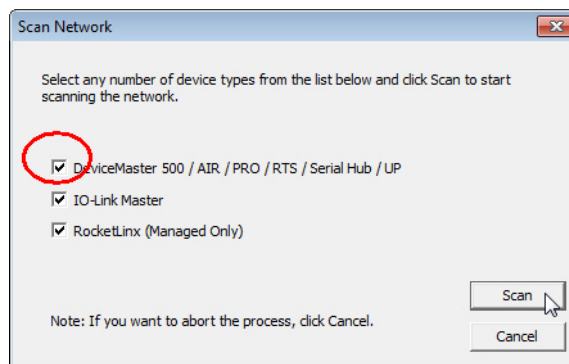 Scan Network
Select any number of device types from the list below and click Scan to start
scanning the network.
DeviceMaster 500 / AIR / PRO / RTS / Serial Hub / UP
IO-Link Master
RocketLinx (Managed Only)
Scan
Note: If you want to abort the process, click Cancel.
Cancel